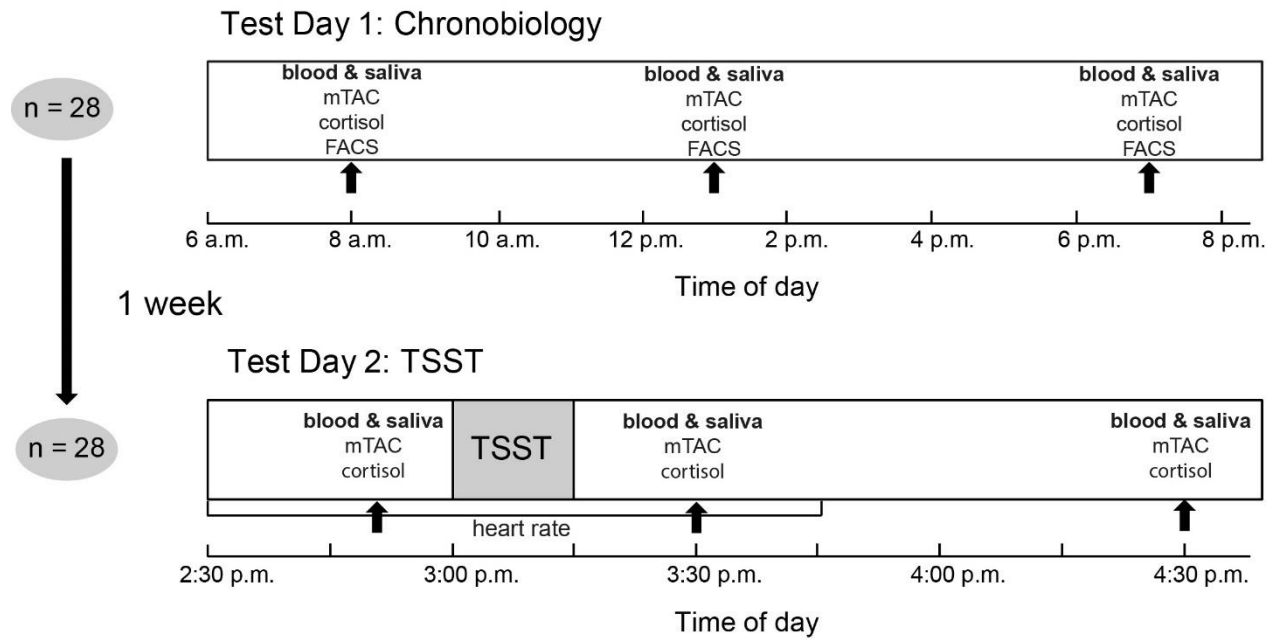 Test Day 1: Chronobiology
n = 28
blood & saliva
mTAC
cortisol
FACS
blood & saliva
mTAC
cortisol
FACS
blood & saliva
mTAC
cortisol
FACS
6 a.m. 8 a.m. 10 a.m. 12 p.m. 2 p.m. 4 p.m. 6 p.m. 8 p.m.
Time of day
1 week
Test Day 2: TSST
n = 28
blood & saliva
mTAC
cortisol
TSST
blood & saliva
mTAC
cortisol
blood & saliva
mTAC
cortisol
heart rate
2:30 p.m. 3:00 p.m. 3:30 p.m. 4:00 p.m. 4:30 p.m.
Time of day